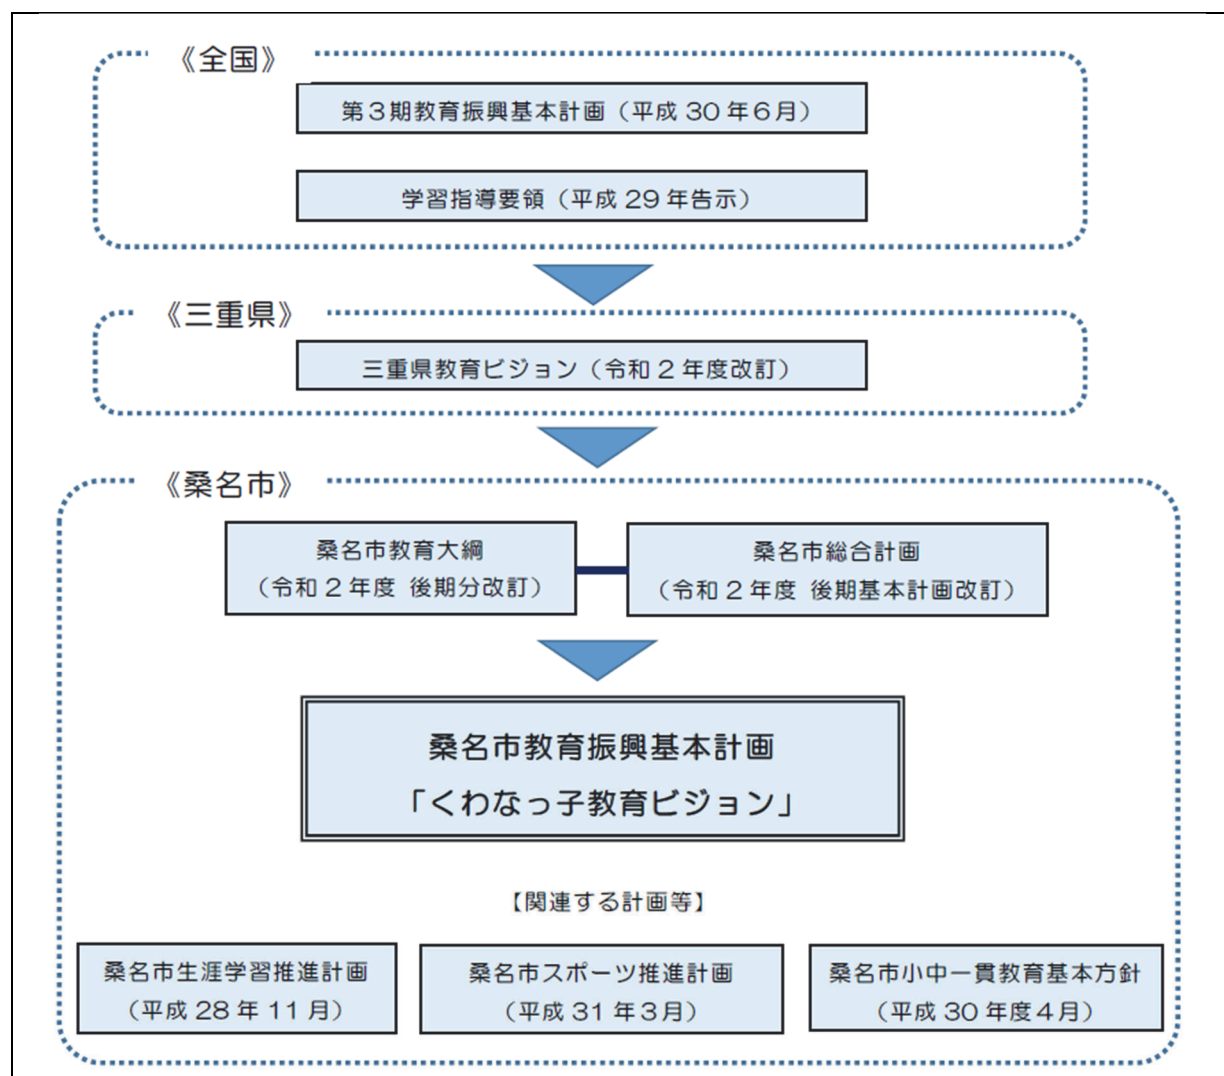 《全国》
第3期教育振興基本計画（平成 30 年6月）
学習指導要領（平成 29 年告示）
《三重県》
三重県教育ビジョン（令和 2 年度改訂）
《桑名市》
桑名市教育大綱
（令和 2 年度 後期分改訂）
桑名市総合計画
（令和 2 年度 後期基本計画改訂）
桑名市教育振興基本計画
「くわなっ子教育ビジョン」
【関連する計画等】
桑名市生涯学習推進計画
（平成 28 年 11 月）
桑名市スポーツ推進計画
（平成 31 年3月）
桑名市小中一貫教育基本方針
（平成 30 年度4月）